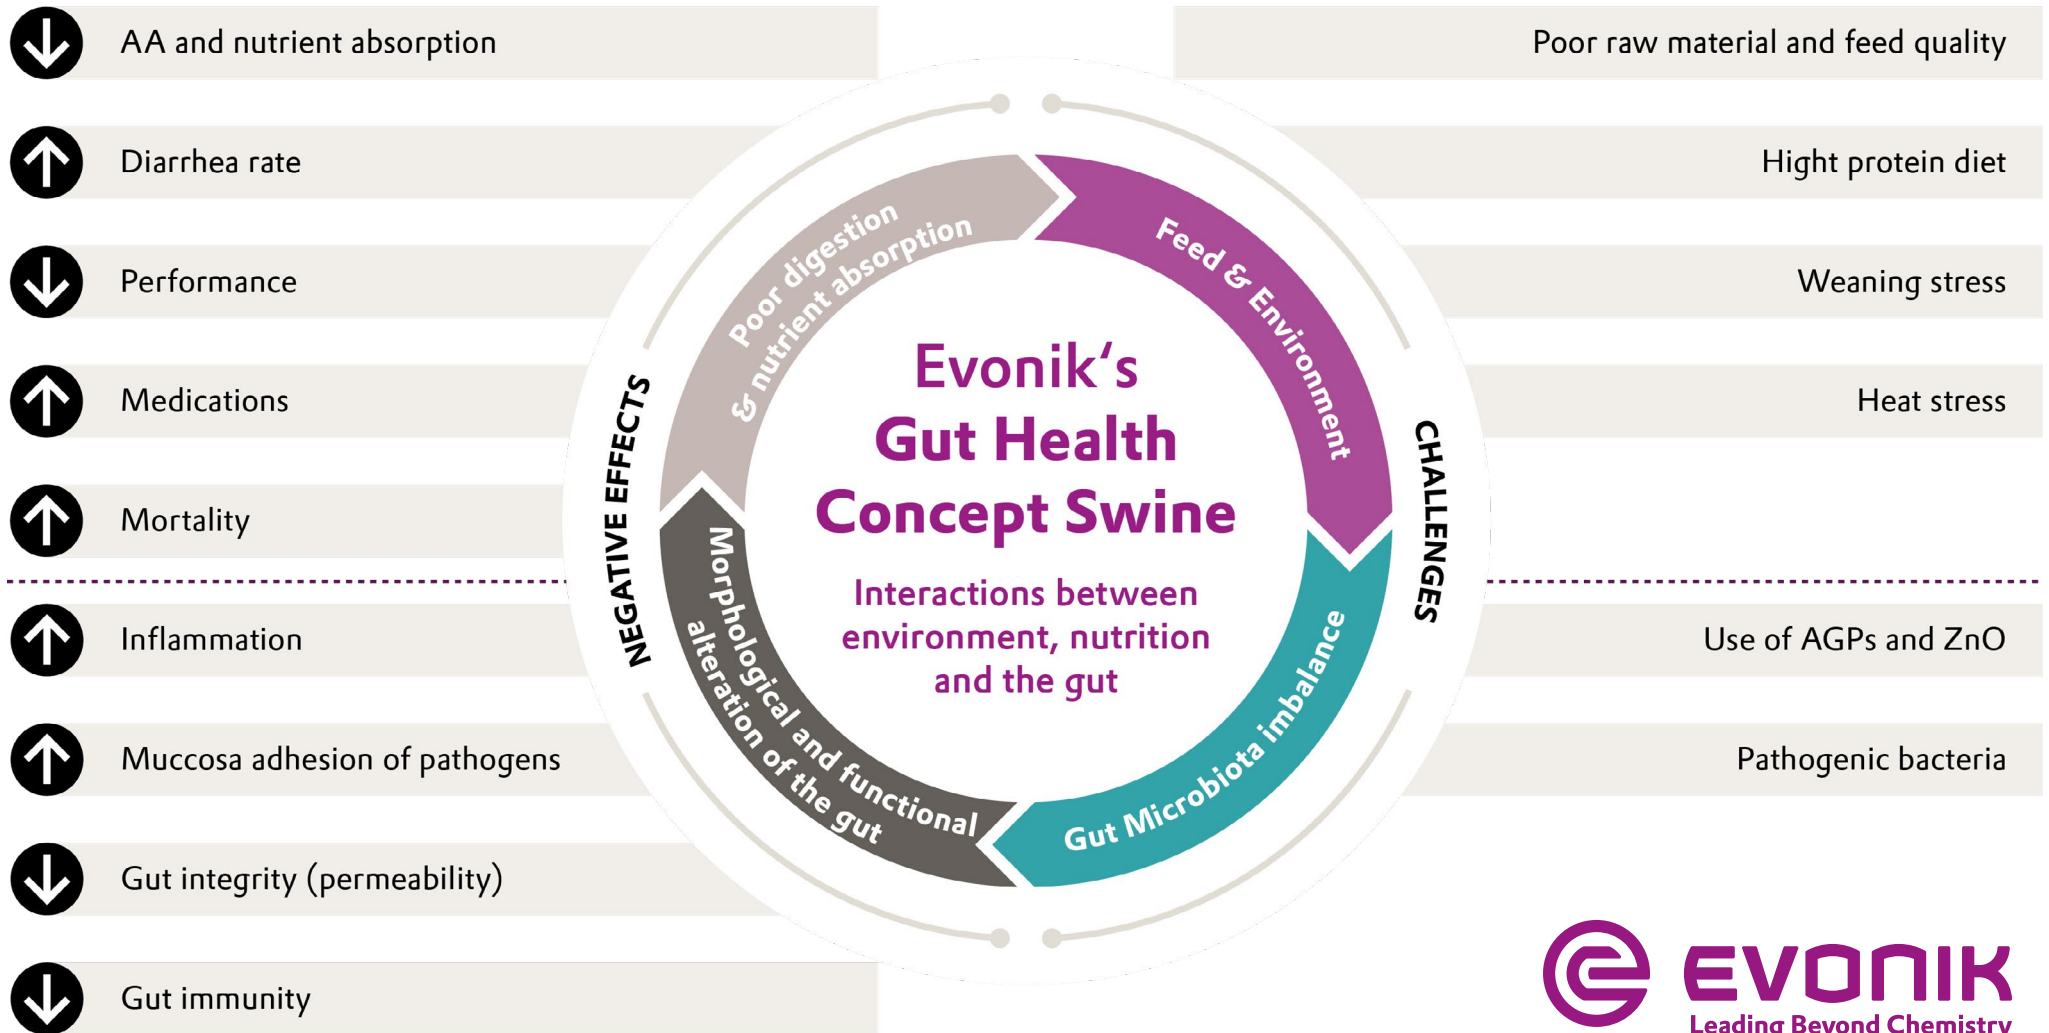 AA and nutrient absorption
Diarrhea rate
Performance
Medications
Mortality
Inflammation
Muccosa adhesion of pathogens
Gut integrity (permeability)
Gut immunity
NEGATIVE EFFECTS
Poor digestion
& nutrient absorption
Feed & Environment
Gut Microbiota imbalance
Morphological and functional
alteration of the gut
Evonik‘s
Gut Health
Concept Swine
Interactions between
environment, nutrition
and the gut
CHALLENGES
Poor raw material and feed quality
Hight protein diet
Weaning stress
Heat stress
Use of AGPs and ZnO
Pathogenic bacteria
EVONIK
Leading Beyond Chemistry